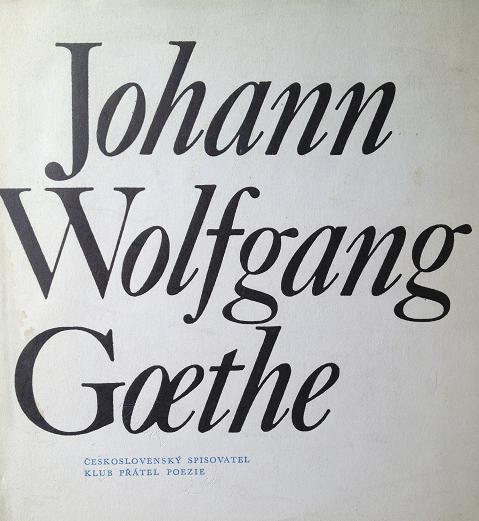 Johann
Wolfgang
Gœthe
ČESKOSLOVENSKÝ SPISOVATEL
KLUB PŘÁTEL POEZIE